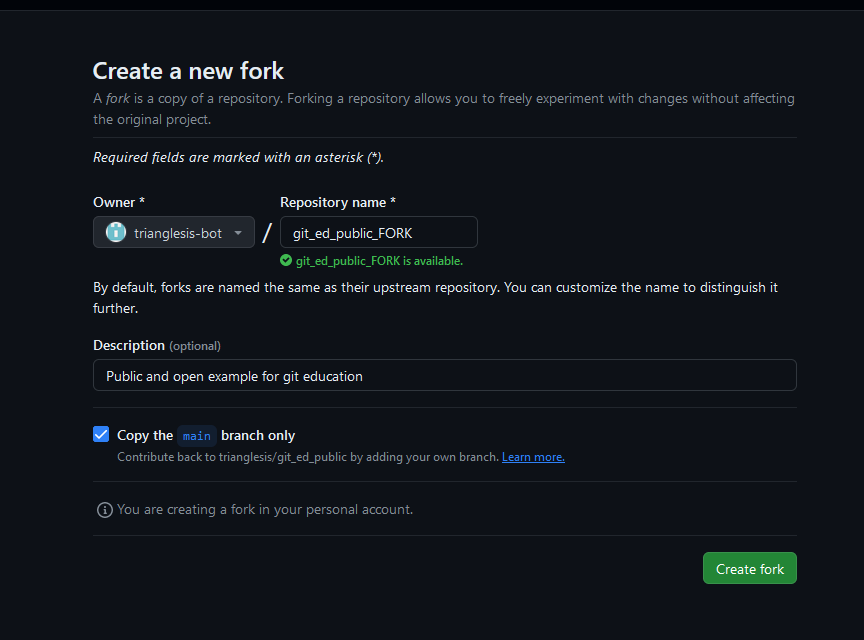 Create a new fork
A fork is a copy of a repository. Forking a repository allows you to freely experiment with changes without affecting
the original project.
Required fields are marked with an asterisk (*).
Owner *
Repository name *
trianglesis-bot
/
git_ed_public_FORK
git_ed_public_FORK is available.
By default, forks are named the same as their upstream repository. You can customize the name to distinguish it
further.
Description (optional)
Public and open example for git education
Copy the main branch only
Contribute back to trianglesis/git_ed_public by adding your own branch. Learn more.
You are creating a fork in your personal account.
Create fork